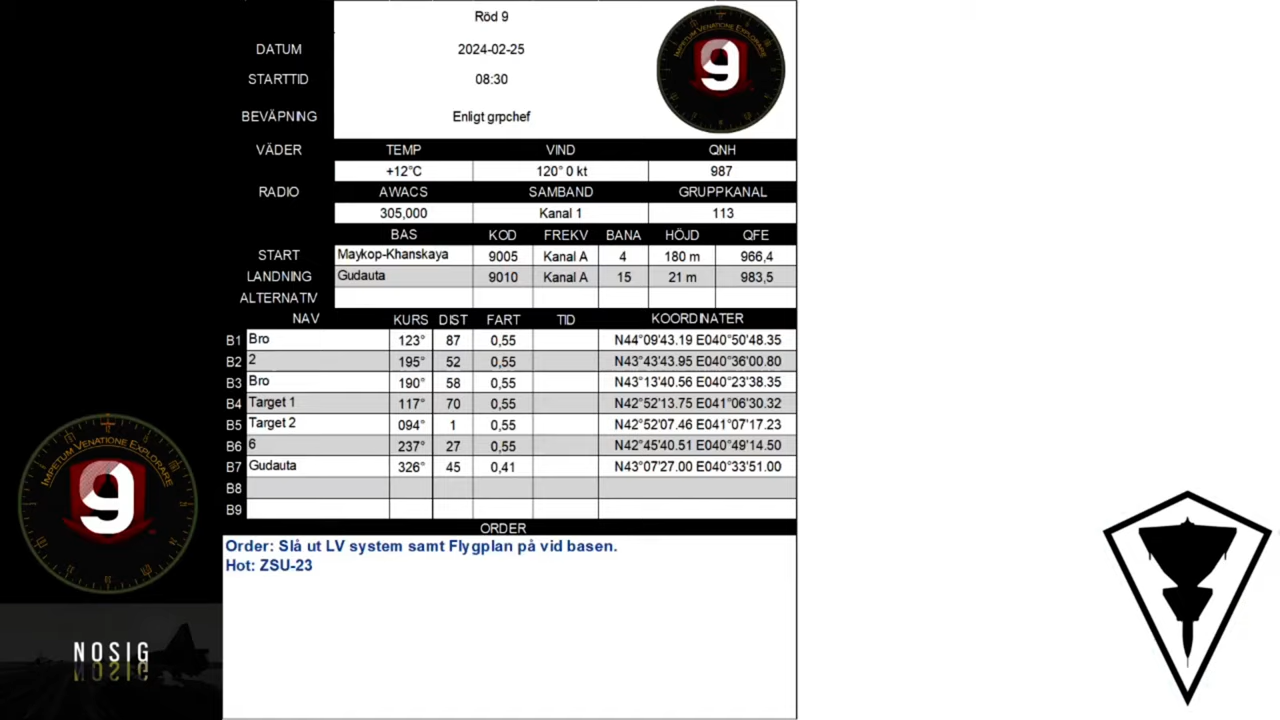 Röd 9
DATUM 2024-02-25
STARTTID 08:30
BEVÄPNING Enligt grpchef
IMPETUM VENATIONE EXPLORARE
9
VÄDER TEMP VIND QNH
+12°C 120° 0 kt 987
RADIO AWACS SAMBAND GRUPPKANAL
305,000 Kanal 1 113
BAS KOD FREKV BANA HÖJD QFE
START Maykop-Khanskaya 9005 Kanal A 4 180 m 966,4
LANDNING Gudauta 9010 Kanal A 15 21 m 983,5
ALTERNATIV
NAV KURS DIST FART TID KOORDINATER
B1 Bro 123° 87 0,55 N44°09'43.19 E040°50'48.35
B2 2 195° 52 0,55 N43°43'43.95 E040°36'00.80
B3 Bro 190° 58 0,55 N43°13'40.56 E040°23'38.35
B4 Target 1 117° 70 0,55 N42°52'13.75 E041°06'30.32
B5 Target 2 094° 1 0,55 N42°52'07.46 E041°07'17.23
B6 6 237° 27 0,55 N42°45'40.51 E040°49'14.50
B7 Gudauta 326° 45 0,41 N43°07'27.00 E040°33'51.00
B8
B9
ORDER
Order: Slå ut LV system samt Flygplan på vid basen.
Hot: ZSU-23
IMPETUM VENATIONE EXPLORARE
9
NOSIG